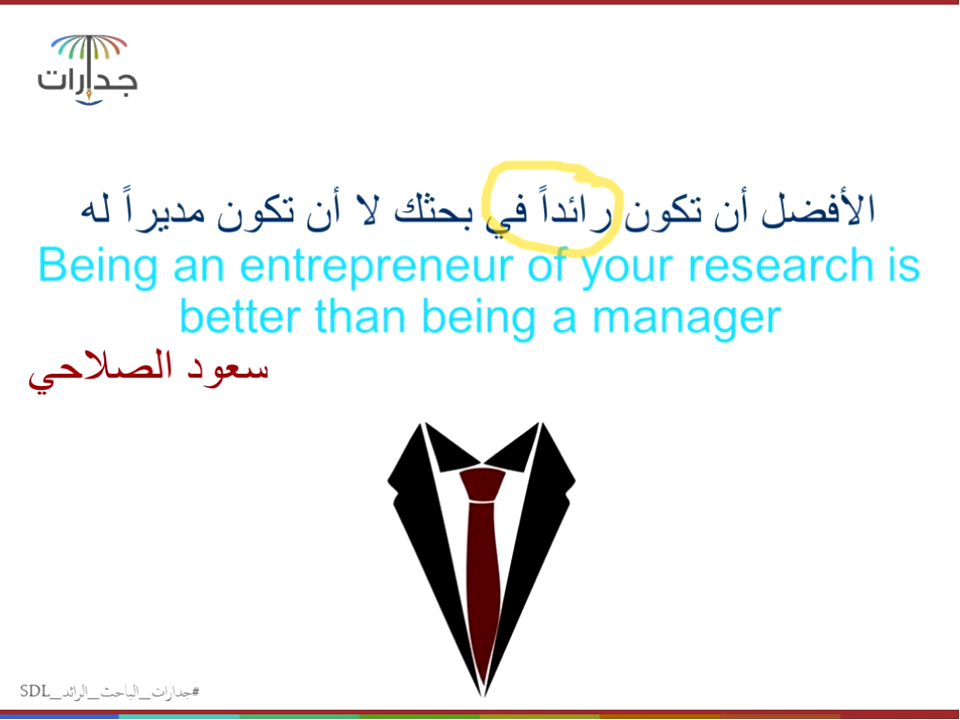 جدارات
الأفضل أن تكون رائداً في بحثك لا أن تكون مديراً له
Being an entrepreneur of your research is
better than being a manager
سعود الصلاحي
#جدارات_الباحث_الرائد_SDL